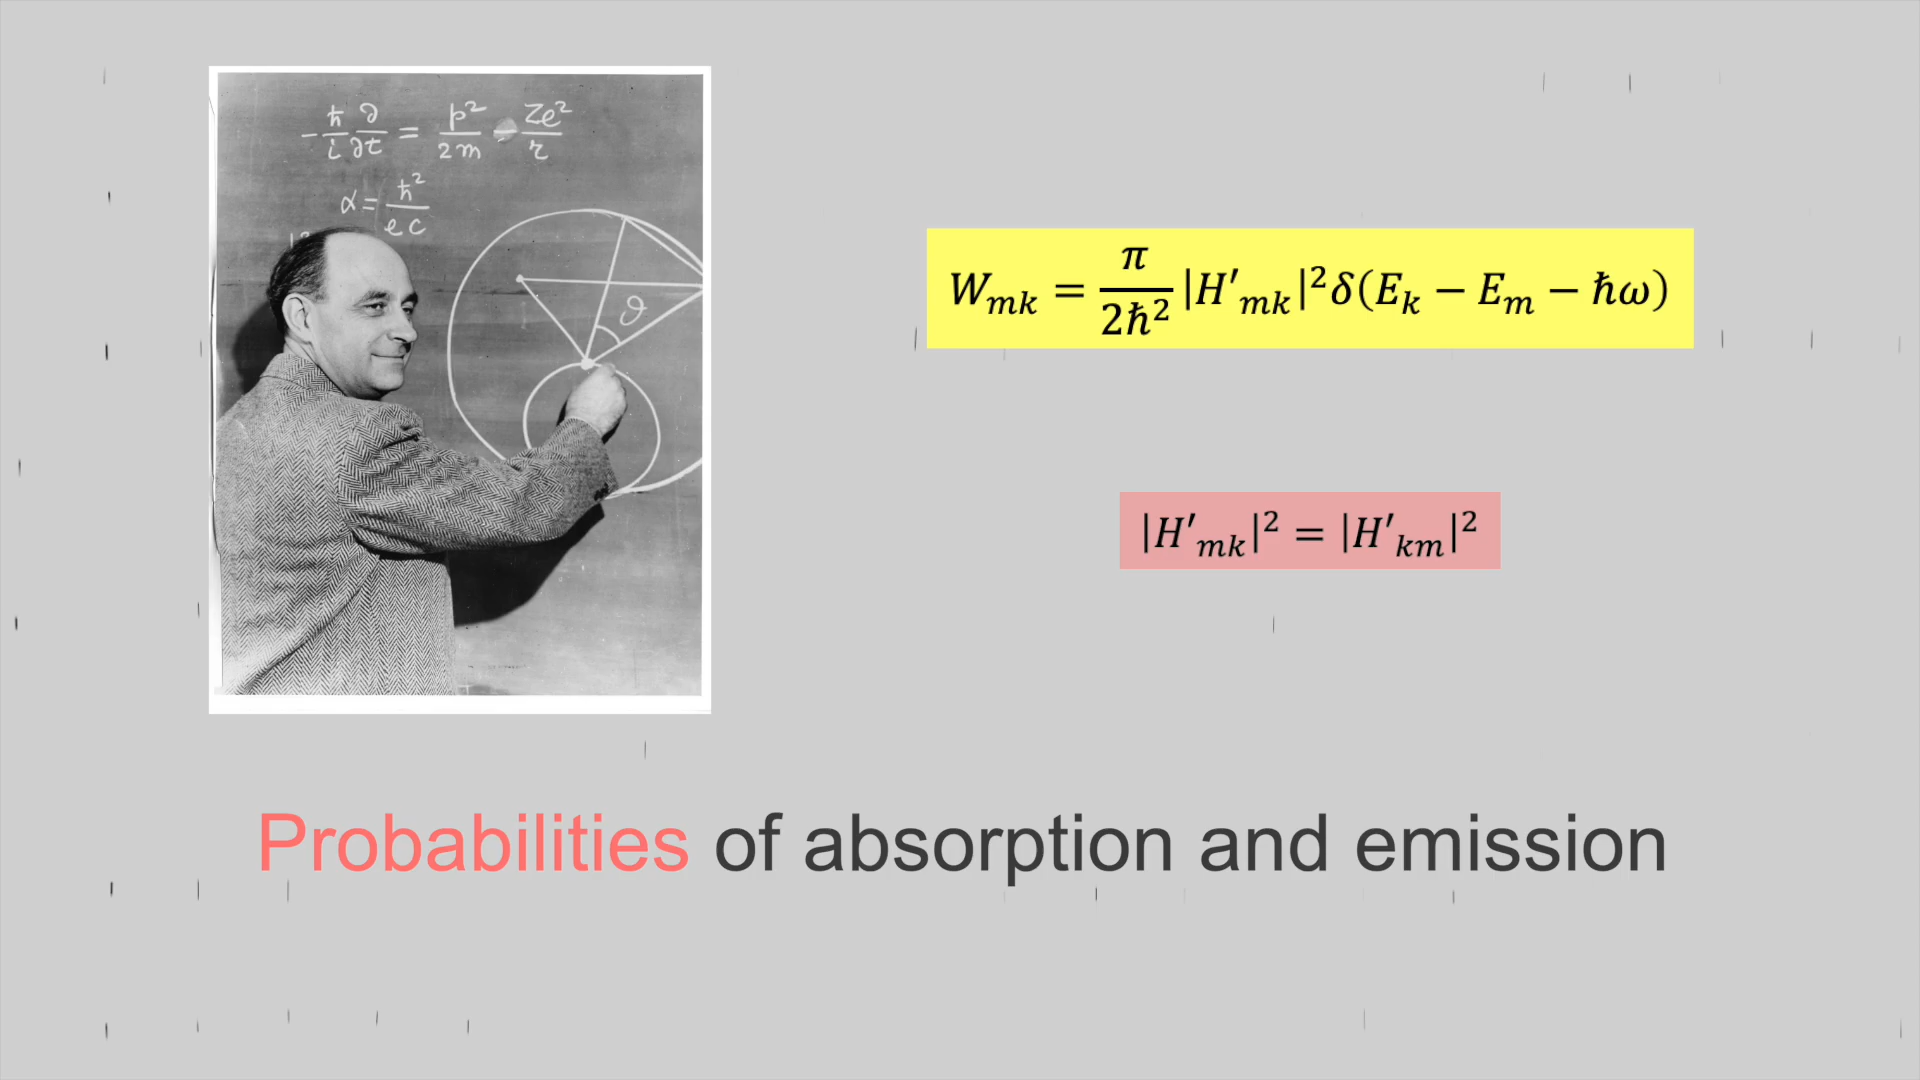 -ħ/i ∂/∂t = p²/2m - Ze²/r
α = ħ²/ec
ϑ
W_mk = π/2ħ² |H'_mk|² δ(E_k − E_m − ħω)
|H'_mk|² = |H'_km|²
Probabilities of absorption and emission